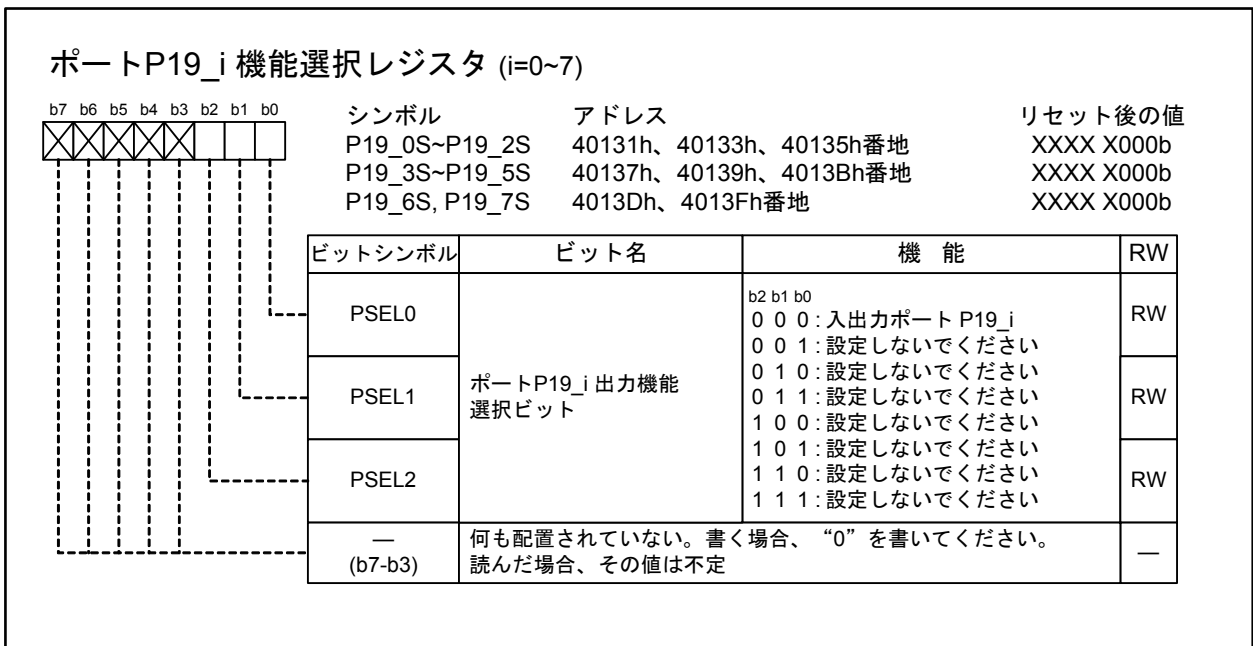 ポートP19_i 機能選択レジスタ (i=0~7)
b7 b6 b5 b4 b3 b2 b1 b0
シンボル アドレス リセット後の値
P19_0S~P19_2S 40131h、40133h、40135h番地 XXXX X000b
P19_3S~P19_5S 40137h、40139h、4013Bh番地 XXXX X000b
P19_6S, P19_7S 4013Dh、4013Fh番地 XXXX X000b
ビットシンボル ビット名 機 能 RW
PSEL0 RW
PSEL1 RW
PSEL2 RW
ポートP19_i 出力機能
選択ビット
b2 b1 b0
0 0 0 : 入出力ポート P19_i
0 0 1 : 設定しないでください
0 1 0 : 設定しないでください
0 1 1 : 設定しないでください
1 0 0 : 設定しないでください
1 0 1 : 設定しないでください
1 1 0 : 設定しないでください
1 1 1 : 設定しないでください
—
(b7-b3)
何も配置されていない。書く場合、“0”を書いてください。
読んだ場合、その値は不定
—